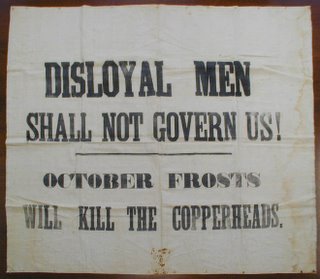 DISLOYAL MEN
SHALL NOT GOVERN US!
OCTOBER FROSTS
WILL KILL THE COPPERHEADS.